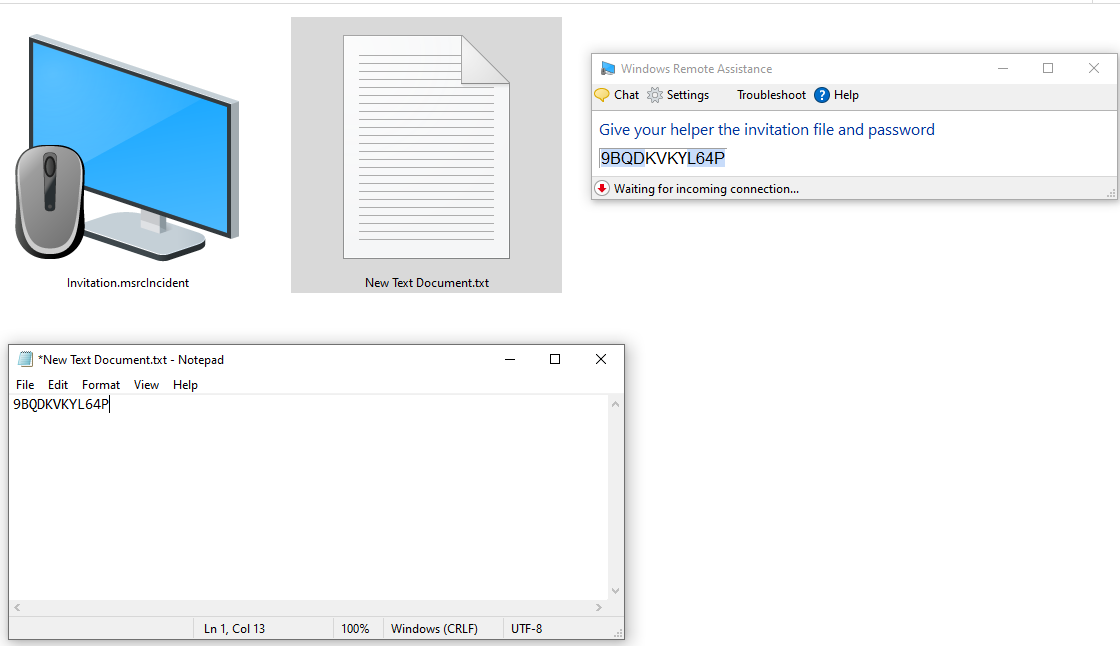 Invitation.msrcIncident
New Text Document.txt
Windows Remote Assistance
Chat Settings Troubleshoot Help
Give your helper the invitation file and password
9BQDKVKYL64P
Waiting for incoming connection...
*New Text Document.txt - Notepad
File Edit Format View Help
9BQDKVKYL64P
Ln 1, Col 13 100% Windows (CRLF) UTF-8